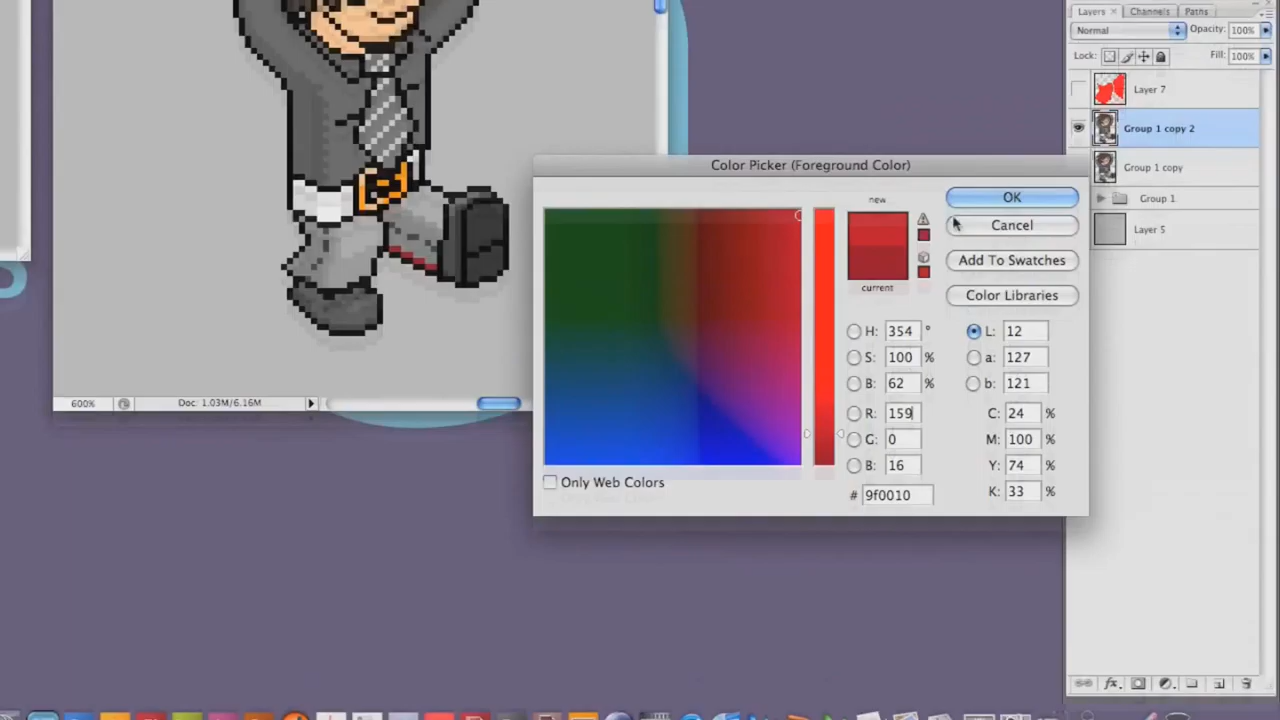 Layers × Channels Paths
Normal Opacity: 100%
Lock: Fill: 100%
Layer 7
Group 1 copy 2
Group 1 copy
Group 1
Layer 5
Color Picker (Foreground Color)
new
current
OK
Cancel
Add To Swatches
Color Libraries
H: 354 °
S: 100 %
B: 62 %
R: 159
G: 0
B: 16
# 9f0010
L: 12
a: 127
b: 121
C: 24 %
M: 100 %
Y: 74 %
K: 33 %
Only Web Colors
600% Doc: 1.03M/6.16M